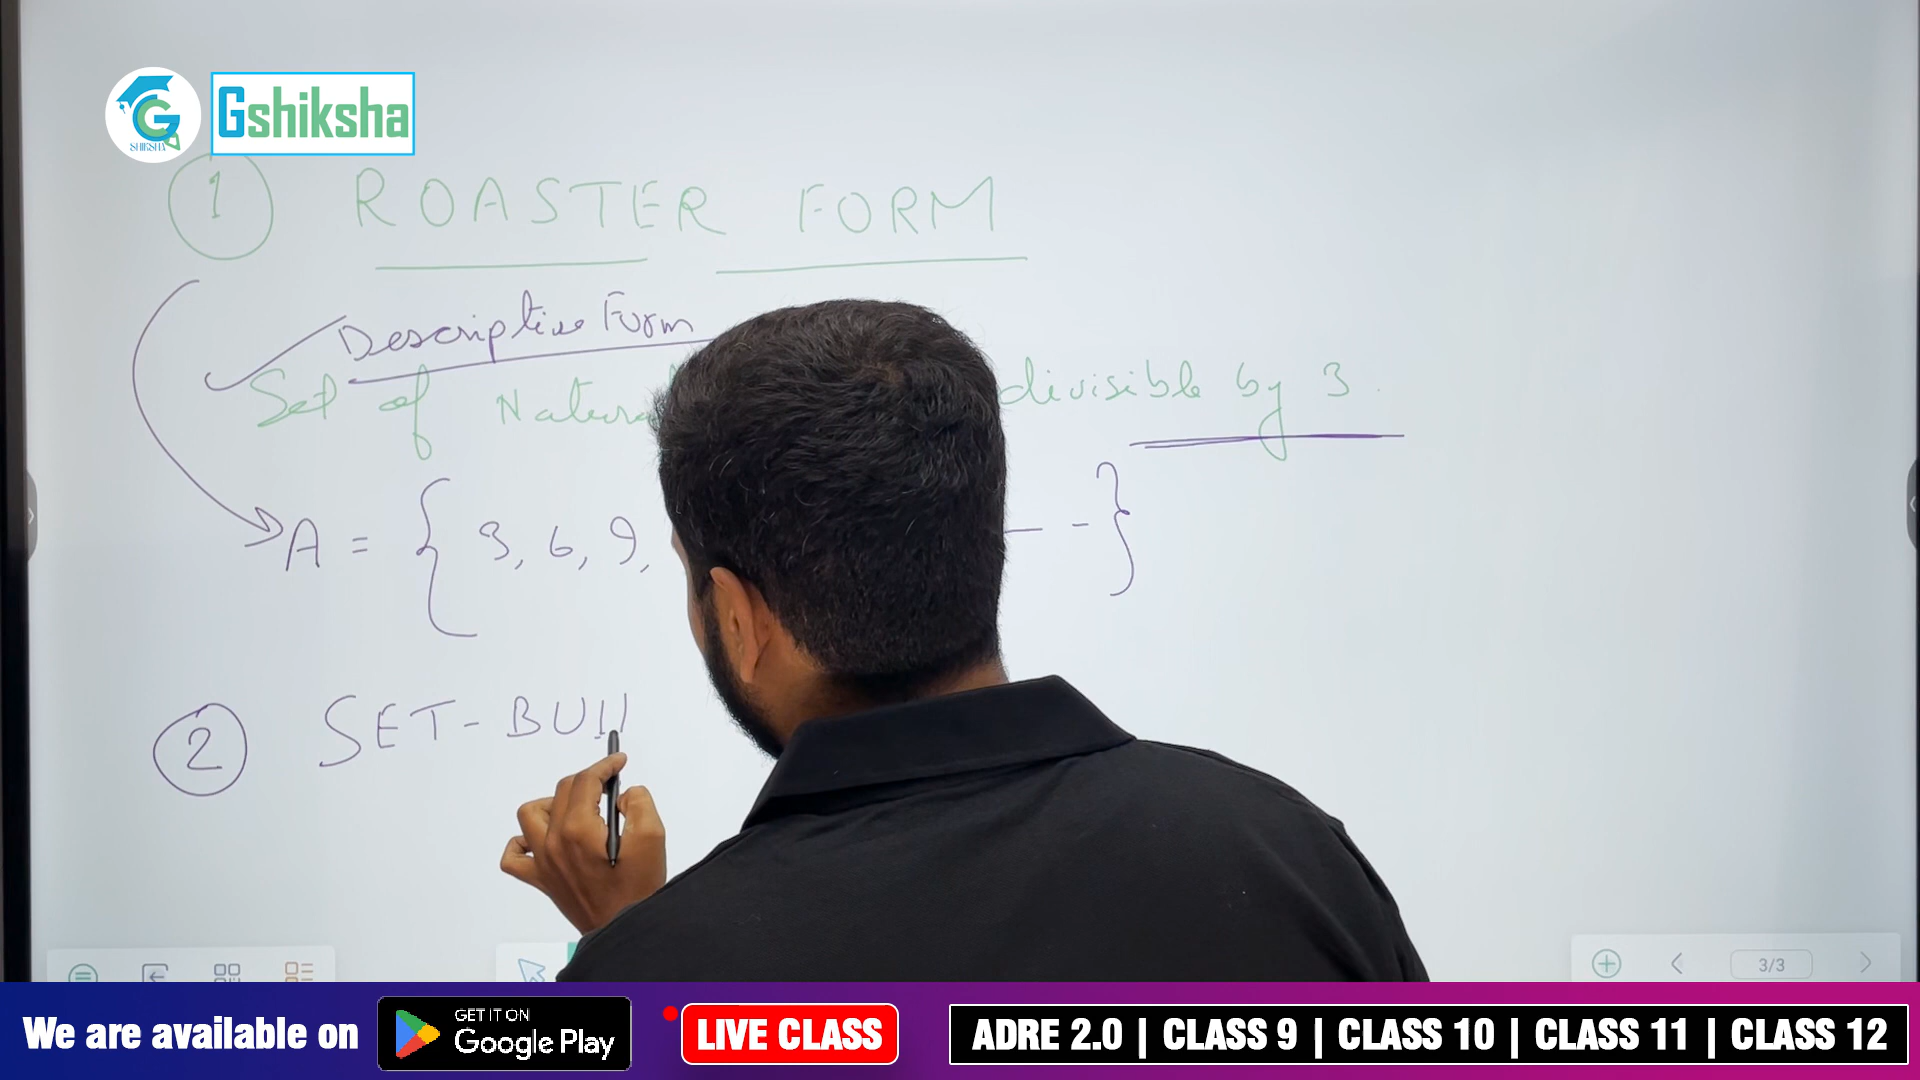 G
SHIKSHA
Gshiksha
1 ROASTER FORM
Descriptive Form
Set of Natura divisible by 3.
A = { 3, 6, 9, — - }
2 SET-BUIl
3/3
We are available on
GET IT ON
Google Play
LIVE CLASS
ADRE 2.0 | CLASS 9 | CLASS 10 | CLASS 11 | CLASS 12